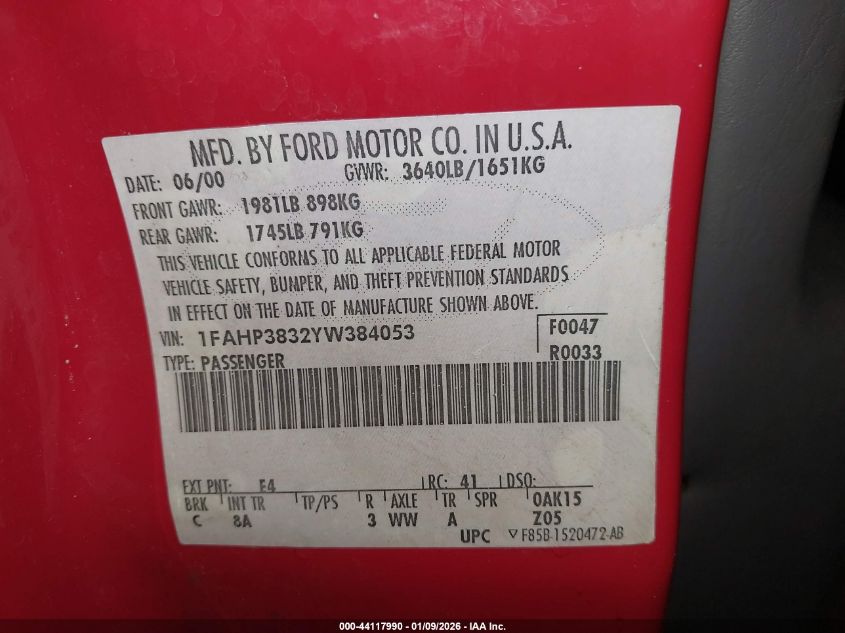 MFD. BY FORD MOTOR CO. IN U.S.A.
DATE: 06/00 GVWR: 3640LB/1651KG
FRONT GAWR: 1981LB 898KG
REAR GAWR: 1745LB 791KG
THIS VEHICLE CONFORMS TO ALL APPLICABLE FEDERAL MOTOR
VEHICLE SAFETY, BUMPER, AND THEFT PREVENTION STANDARDS
IN EFFECT ON THE DATE OF MANUFACTURE SHOWN ABOVE.
VIN: 1FAHP3832YW384053 F0047
TYPE: PASSENGER R0033
EXT PNT: E4 RC: 41 DSO:
BRK INT TR TP/PS R AXLE TR SPR 0AK15
C 8A 3 WW A Z05
UPC F85B-1520472-AB
000-44117990 - 01/09/2026 - IAA Inc.